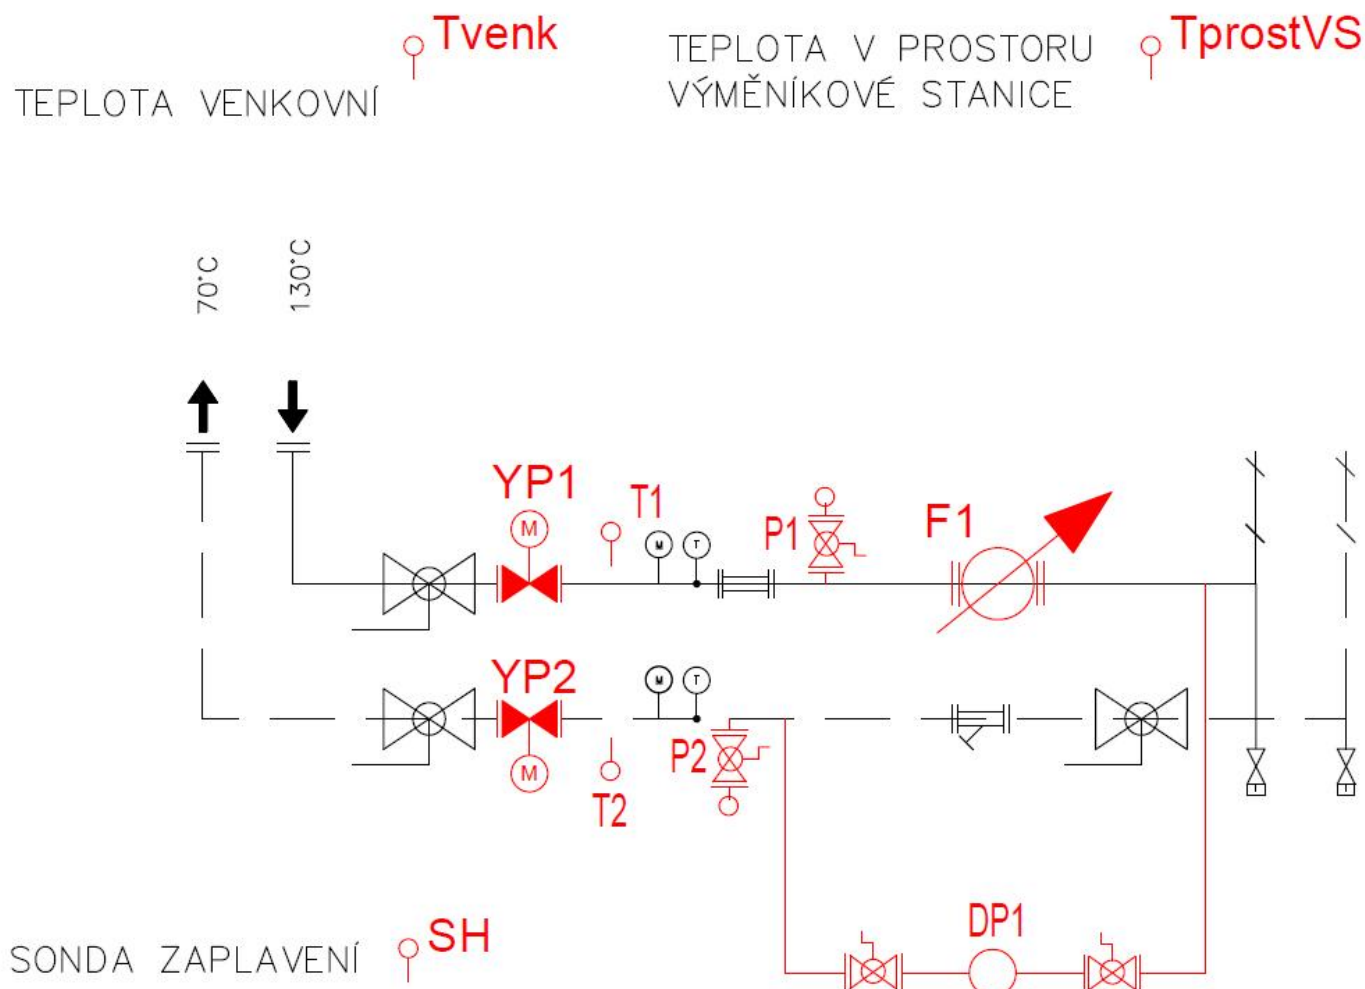 Tvenk
TEPLOTA VENKOVNÍ
TEPLOTA V PROSTORU
VÝMĚNÍKOVÉ STANICE
TprostVS
70°C
130°C
YP1
M
T1
M
T
P1
F1
YP2
M
T2
M
T
P2
DP1
SONDA ZAPLAVENÍ
SH